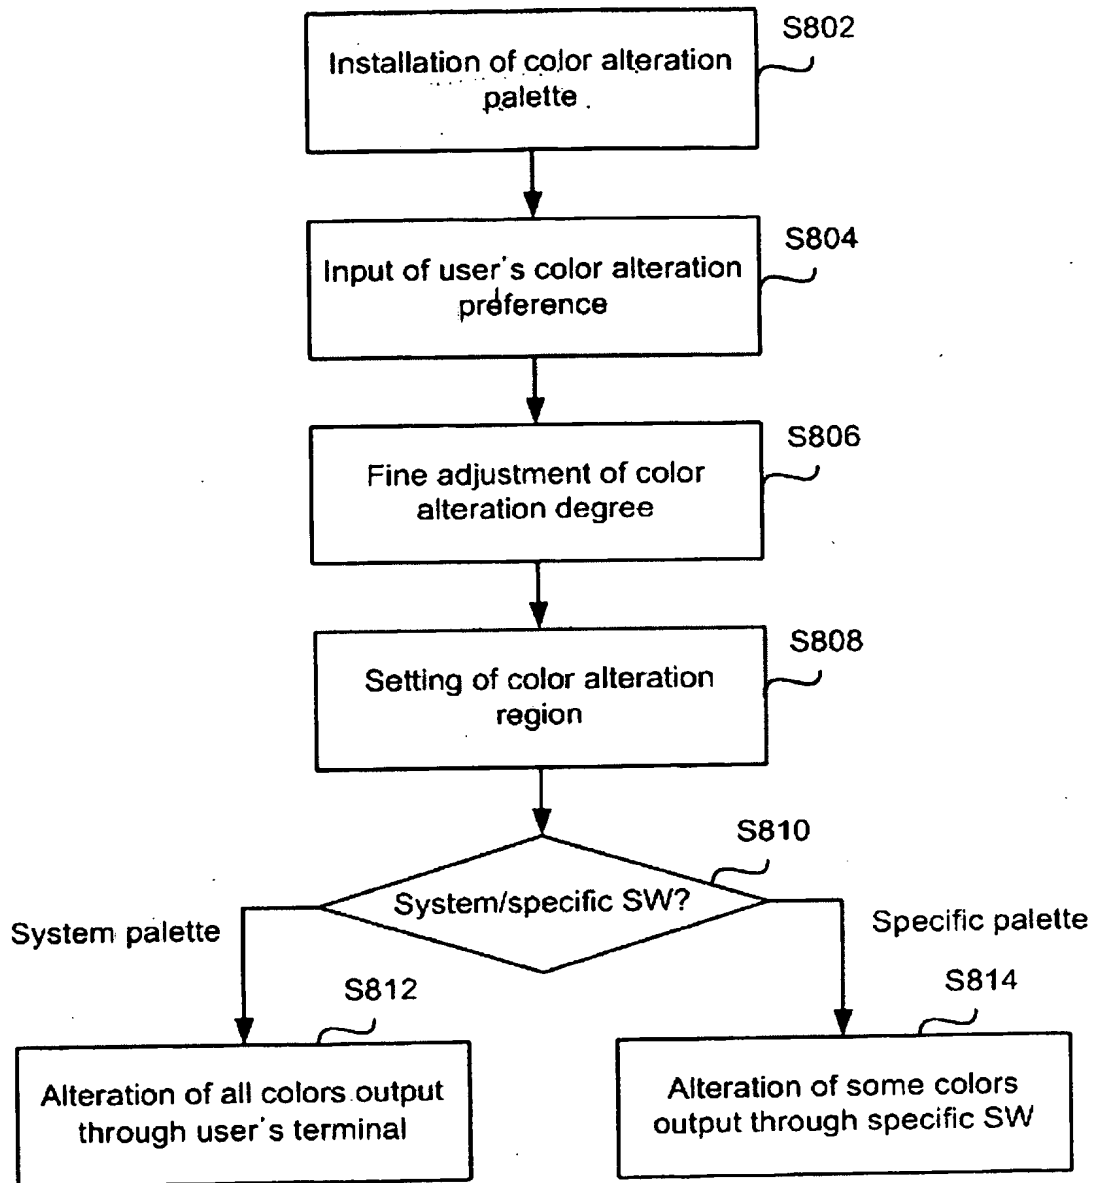 S802
Installation of color alteration
palette
S804
Input of user's color alteration
preference
S806
Fine adjustment of color
alteration degree
S808
Setting of color alteration
region
S810
System/specific SW?
System palette
Specific palette
S812
S814
Alteration of all colors output
through user's terminal
Alteration of some colors
output through specific SW